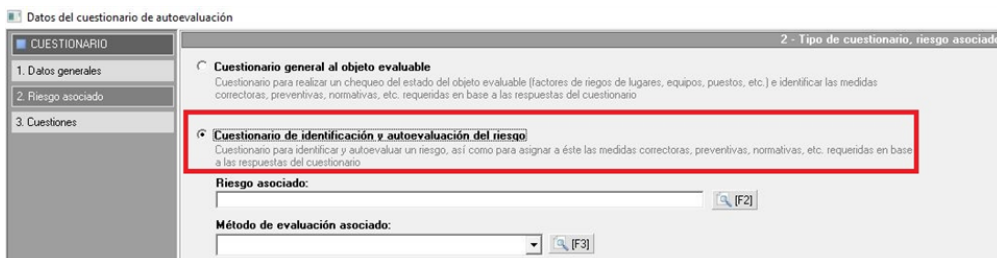 Datos del cuestionario de autoevaluación
CUESTIONARIO
2 - Tipo de cuestionario, riesgo asociado
1. Datos generales
2. Riesgo asociado
3. Cuestiones
Cuestionario general al objeto evaluable
Cuestionario para realizar un chequeo del estado del objeto evaluable (factores de riegos de lugares, equipos, puestos, etc.) e identificar las medidas
correctoras, preventivas, normativas, etc. requeridas en base a las respuestas del cuestionario
Cuestionario de identificación y autoevaluación del riesgo
Cuestionario para identificar y autoevaluar un riesgo, así como para asignar a éste las medidas correctoras, preventivas, normativas, etc. requeridas en base
a las respuestas del cuestionario
Riesgo asociado:
[F2]
Método de evaluación asociado:
[F3]